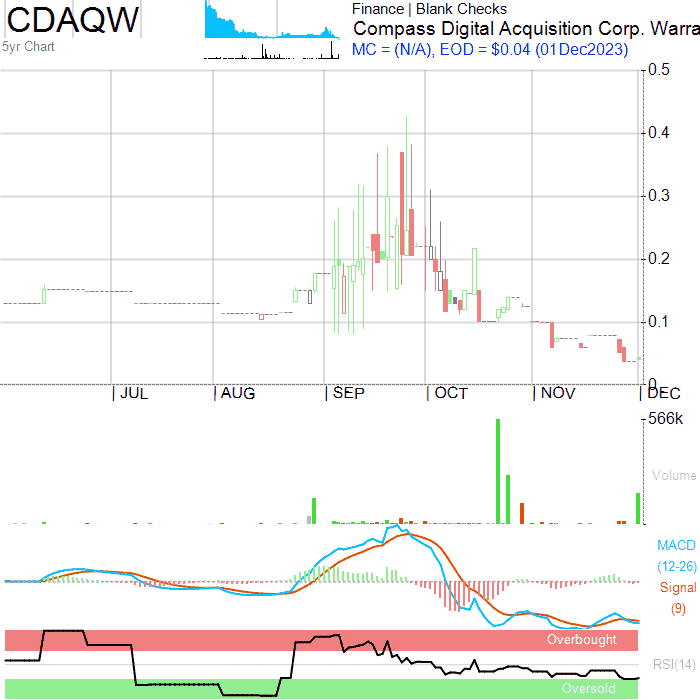 CDAQW
5yr Chart
Finance | Blank Checks
Compass Digital Acquisition Corp. Warra
MC = (N/A), EOD = $0.04 (01Dec2023)
0.5
0.4
0.3
0.2
0.1
0
| JUL
| AUG
| SEP
| OCT
| NOV
| DEC
566k
Volume
MACD
(12-26)
Signal
(9)
Overbought
RSI(14)
Oversold